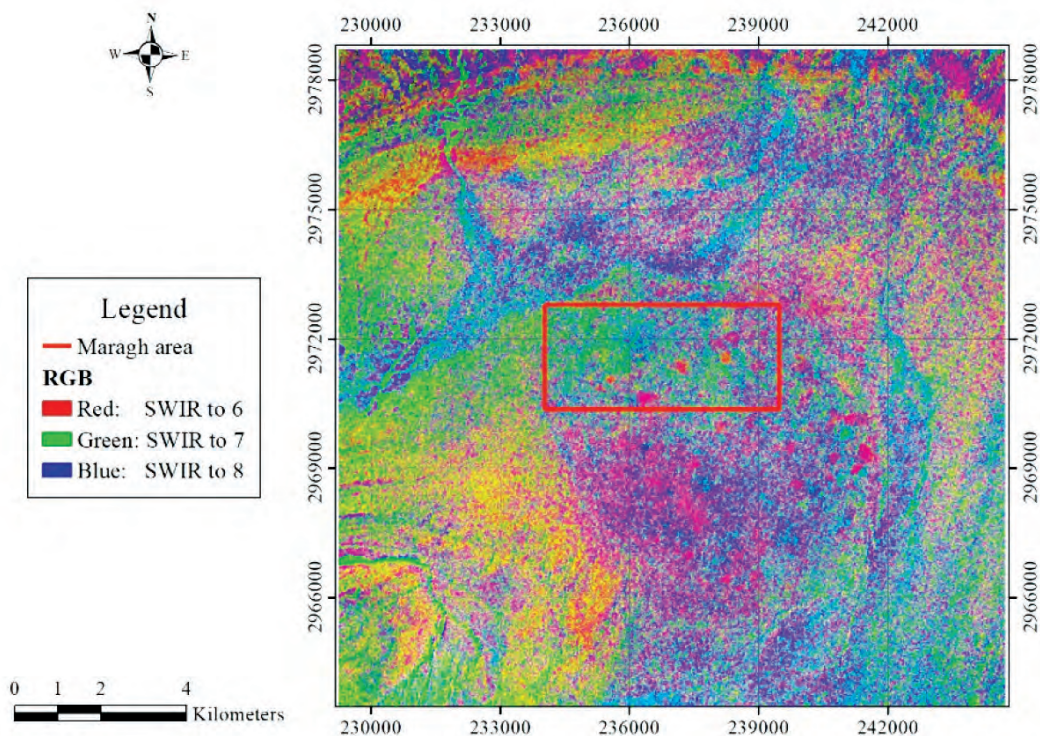 N
W E
S
230000 233000 236000 239000 242000
2978000 2978000
2975000 2975000
2972000 2972000
2969000 2969000
2966000 2966000
230000 233000 236000 239000 242000
Legend
Maragh area
RGB
Red: SWIR to 6
Green: SWIR to 7
Blue: SWIR to 8
0 1 2 4
Kilometers